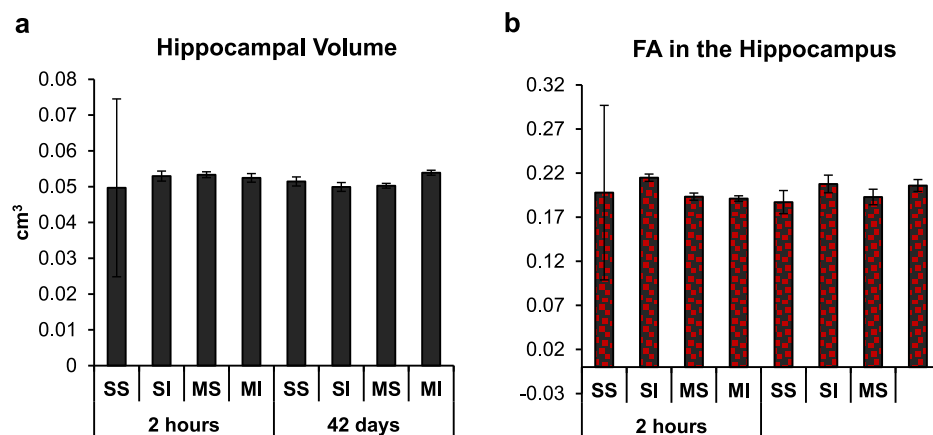 a
Hippocampal Volume
cm³
0.08
0.07
0.06
0.05
0.04
0.03
0.02
0.01
0
SS SI MS MI SS SI MS MI
2 hours 42 days
b
FA in the Hippocampus
0.32
0.27
0.22
0.17
0.12
0.07
0.02
-0.03
SS SI MS MI SS SI MS
2 hours